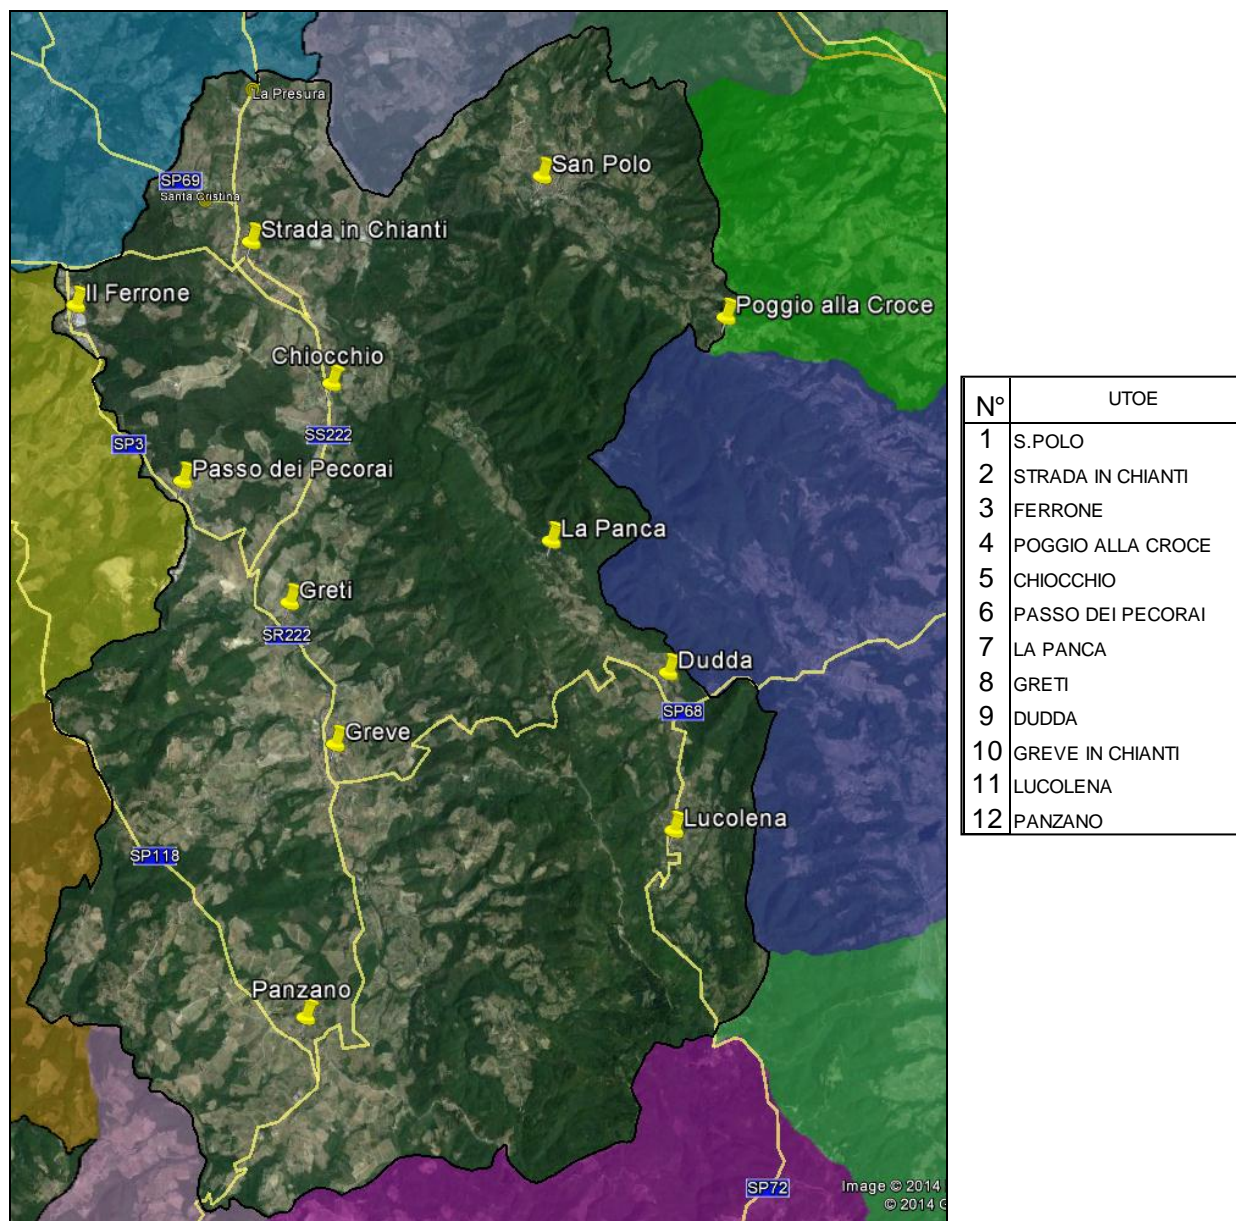 La Presura
San Polo
SP69
Santa Cristina
Strada in Chianti
Il Ferrone
Poggio alla Croce
Chiocchio
SS222
SP3
Passo dei Pecorai
La Panca
Greti
SR222
Dudda
SP68
Greve
Lucolena
SP118
Panzano
SP72
Image © 2014
© 2014 G
N° UTOE
1 S.POLO
2 STRADA IN CHIANTI
3 FERRONE
4 POGGIO ALLA CROCE
5 CHIOCCHIO
6 PASSO DEI PECORAI
7 LA PANCA
8 GRETI
9 DUDDA
10 GREVE IN CHIANTI
11 LUCOLENA
12 PANZANO